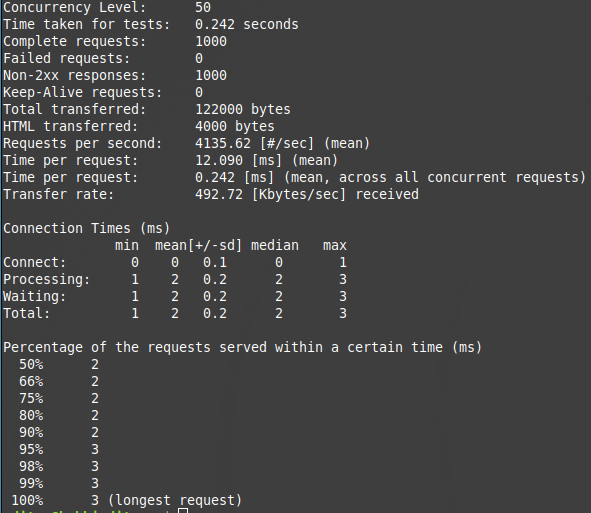 Concurrency Level:      50
Time taken for tests:   0.242 seconds
Complete requests:      1000
Failed requests:        0
Non-2xx responses:      1000
Keep-Alive requests:    0
Total transferred:      122000 bytes
HTML transferred:       4000 bytes
Requests per second:    4135.62 [#/sec] (mean)
Time per request:       12.090 [ms] (mean)
Time per request:       0.242 [ms] (mean, across all concurrent requests)
Transfer rate:          492.72 [Kbytes/sec] received
Connection Times (ms)
              min  mean[+/-sd] median   max
Connect:        0    0   0.1      0       1
Processing:     1    2   0.2      2       3
Waiting:        1    2   0.2      2       3
Total:          1    2   0.2      2       3
Percentage of the requests served within a certain time (ms)
  50%      2
  66%      2
  75%      2
  80%      2
  90%      2
  95%      3
  98%      3
  99%      3
 100%      3 (longest request)